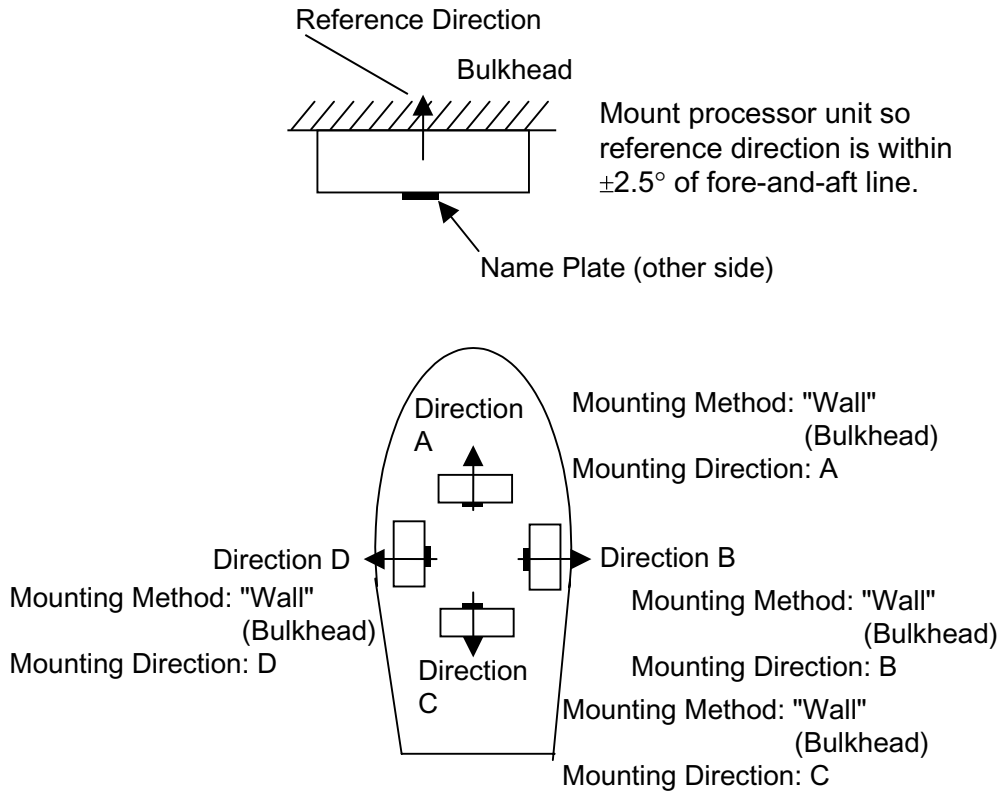 Reference Direction
Bulkhead
Mount processor unit so
reference direction is within
±2.5° of fore-and-aft line.
Name Plate (other side)
Direction
A
Mounting Method: "Wall"
(Bulkhead)
Mounting Direction: A
Direction D
Mounting Method: "Wall"
(Bulkhead)
Mounting Direction: D
Direction B
Mounting Method: "Wall"
(Bulkhead)
Mounting Direction: B
Direction
C
Mounting Method: "Wall"
(Bulkhead)
Mounting Direction: C